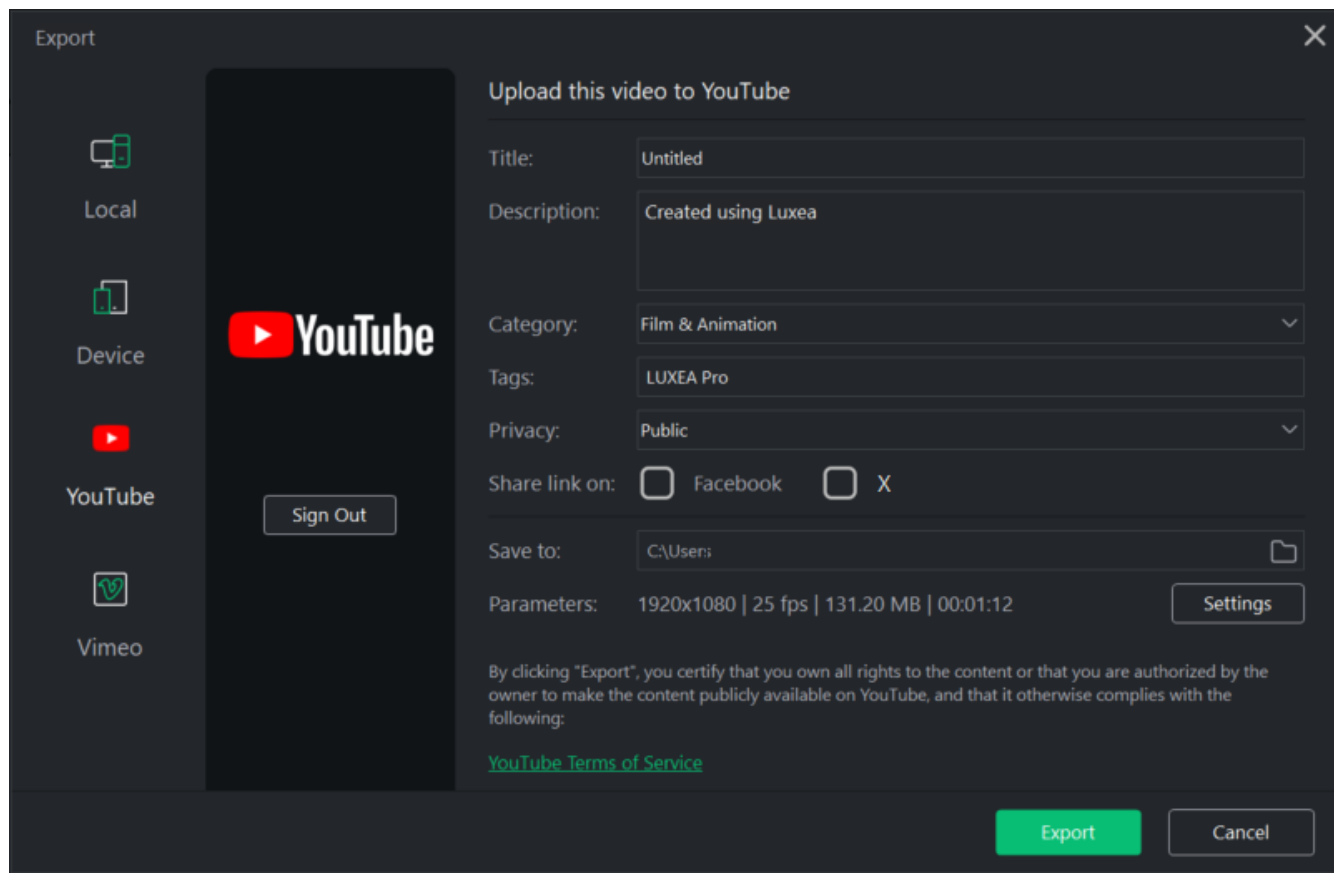 Export
Local
Device
YouTube
Vimeo
YouTube
Sign Out
Upload this video to YouTube
Title: Untitled
Description: Created using Luxea
Category: Film & Animation
Tags: LUXEA Pro
Privacy: Public
Share link on: Facebook X
Save to: C:\Users
Parameters: 1920x1080 | 25 fps | 131.20 MB | 00:01:12 Settings
By clicking "Export", you certify that you own all rights to the content or that you are authorized by the
owner to make the content publicly available on YouTube, and that it otherwise complies with the
following:
YouTube Terms of Service
Export Cancel